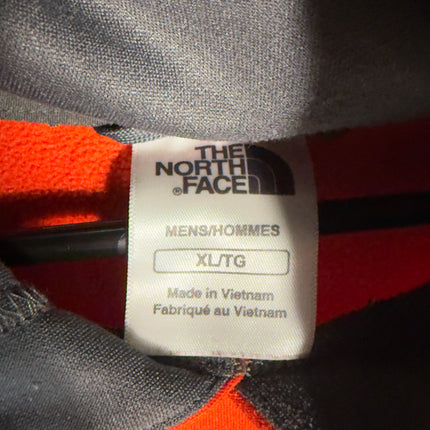 THE
NORTH
®FACE
MENS/HOMMES
XL/TG
Made in Vietnam
Fabriqué au Vietnam